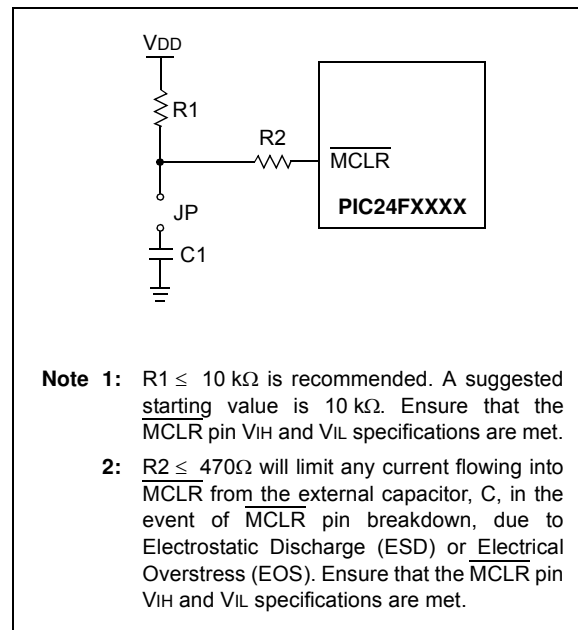 VDD
R1
R2
MCLR
PIC24FXXXX
JP
C1
Note 1: R1 ≤ 10 kΩ is recommended. A suggested
starting value is 10 kΩ. Ensure that the
MCLR pin VIH and VIL specifications are met.
2: R2 ≤ 470Ω will limit any current flowing into
MCLR from the external capacitor, C, in the
event of MCLR pin breakdown, due to
Electrostatic Discharge (ESD) or Electrical
Overstress (EOS). Ensure that the MCLR pin
VIH and VIL specifications are met.